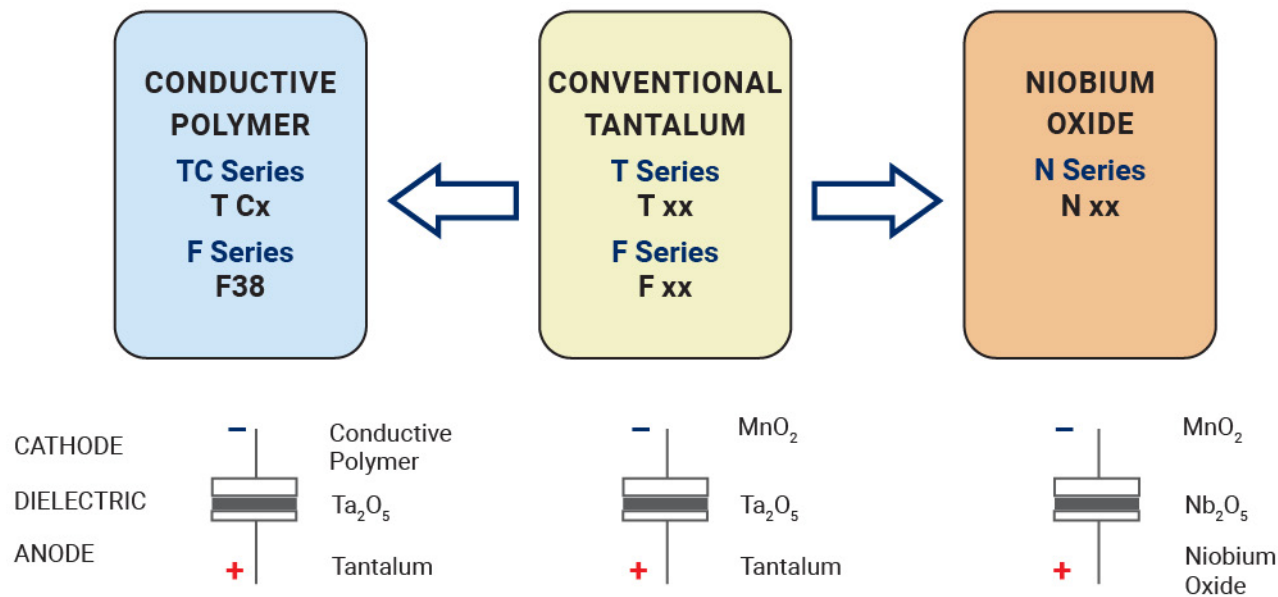 CONDUCTIVE
POLYMER
TC Series
T Cx
F Series
F38
CONVENTIONAL
TANTALUM
T Series
T xx
F Series
F xx
NIOBIUM
OXIDE
N Series
N xx
CATHODE
DIELECTRIC
ANODE
−
Conductive
Polymer
Ta₂O₅
+
Tantalum
−
MnO₂
Ta₂O₅
+
Tantalum
−
MnO₂
Nb₂O₅
+
Niobium
Oxide